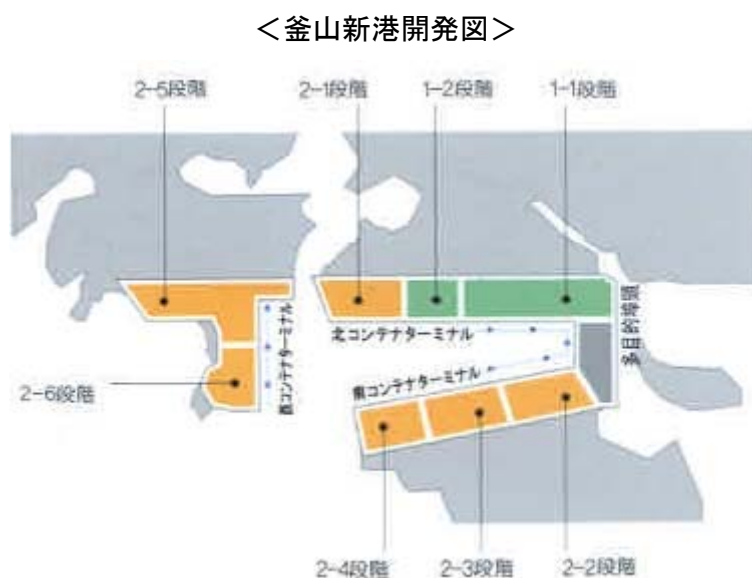 ＜釜山新港開発図＞
2-5段階
2-1段階
1-2段階
1-1段階
北コンテナターミナル
多目的埠頭
西コンテナターミナル
南コンテナターミナル
2-6段階
2-4段階
2-3段階
2-2段階